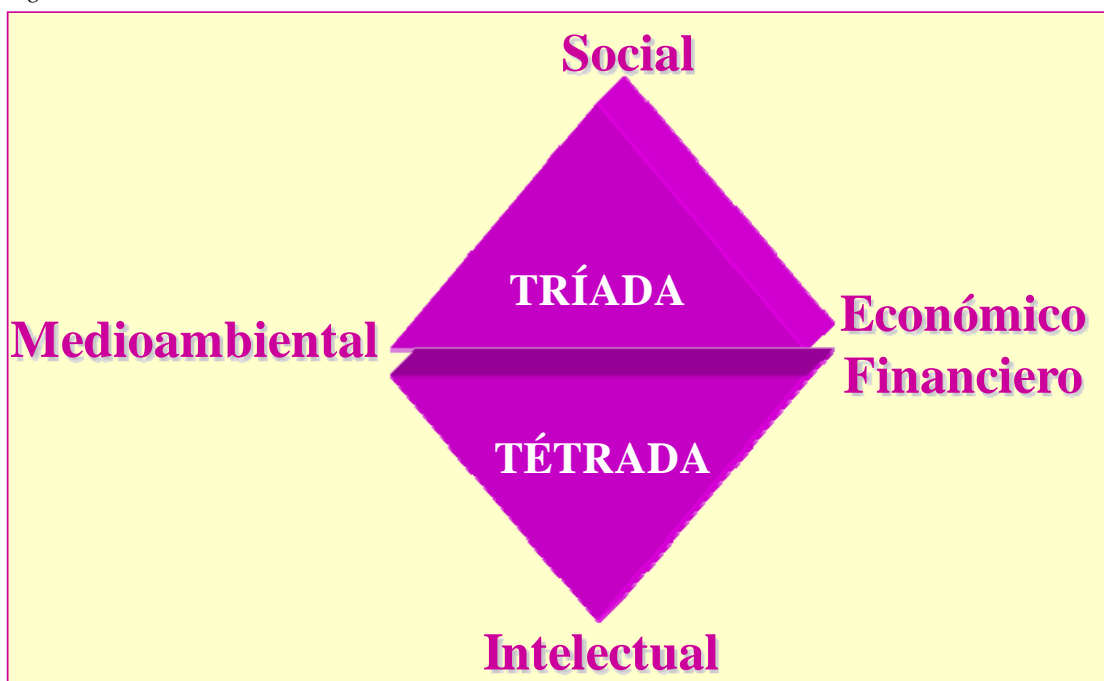 Social
TRÍADA
Medioambiental
Económico
Financiero
TÉTRADA
Intelectual